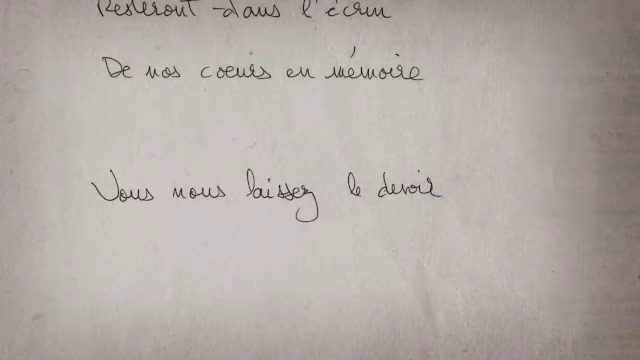 Resteront dans l'écrin
De nos coeurs en mémoire
Vous nous laissez le devoir